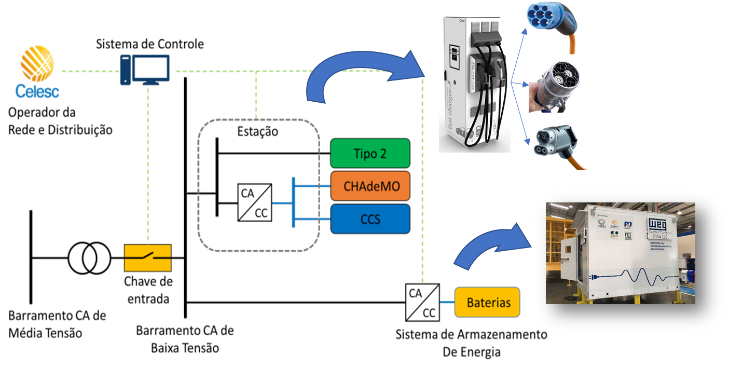 Sistema de Controle
Celesc
Operador da
Rede e Distribuição
Estação
Tipo 2
CHAdeMO
CCS
CA
CC
Chave de
entrada
Barramento CA de
Média Tensão
Barramento CA de
Baixa Tensão
CA
CC
Baterias
Sistema de Armazenamento
De Energia
WEG